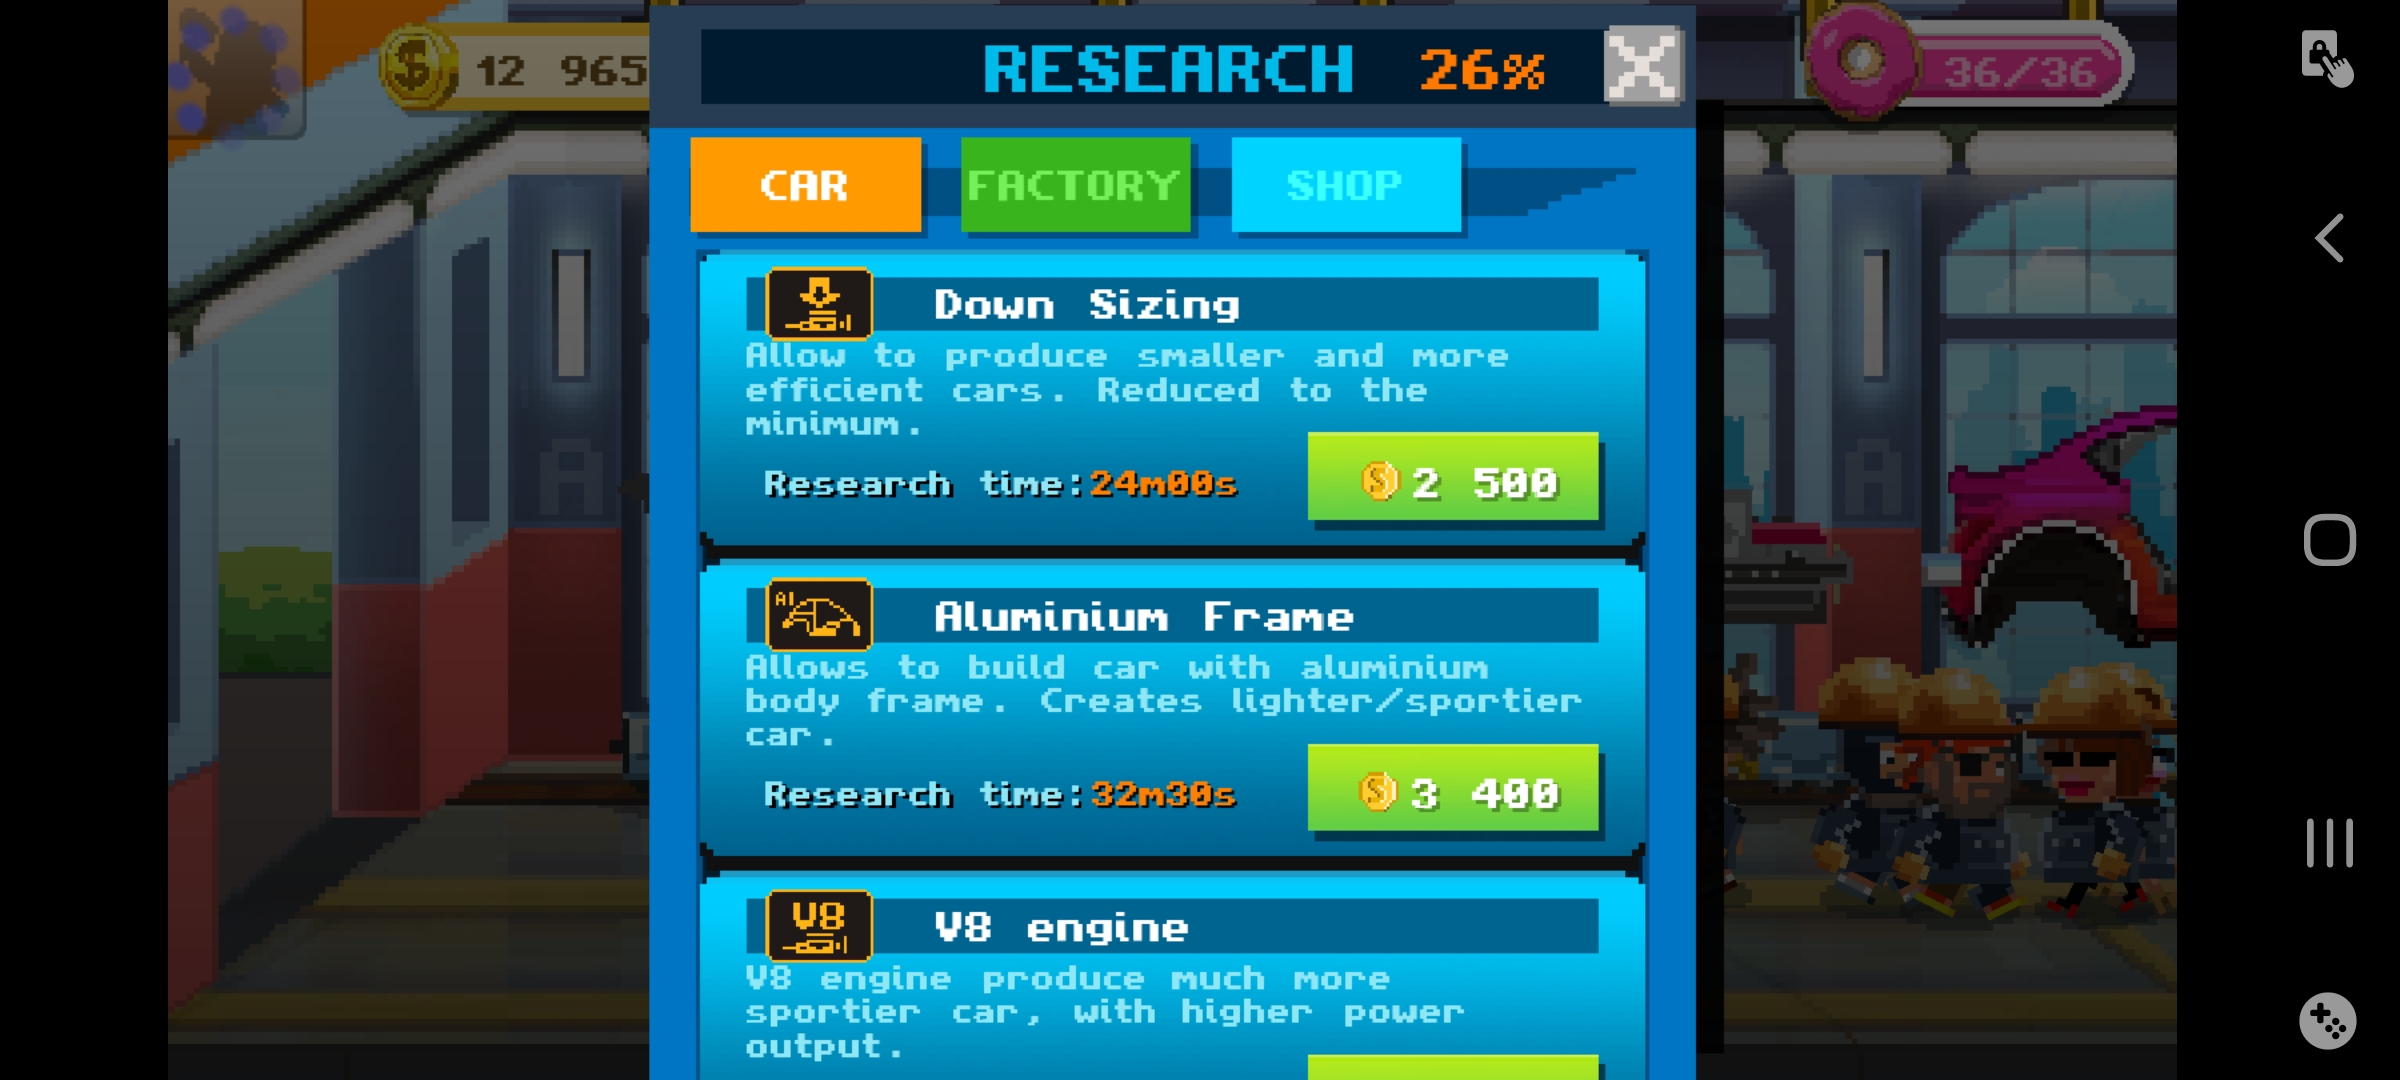 12 965
RESEARCH 26%
36/36
CAR FACTORY SHOP
Down Sizing
Allow to produce smaller and more
efficient cars. Reduced to the
minimum.
Research time:24m00s
2 500
Al
Aluminium Frame
Allows to build car with aluminium
body frame. Creates lighter/sportier
car.
Research time:32m30s
3 400
V8
V8 engine
V8 engine produce much more
sportier car, with higher power
output.
A
A